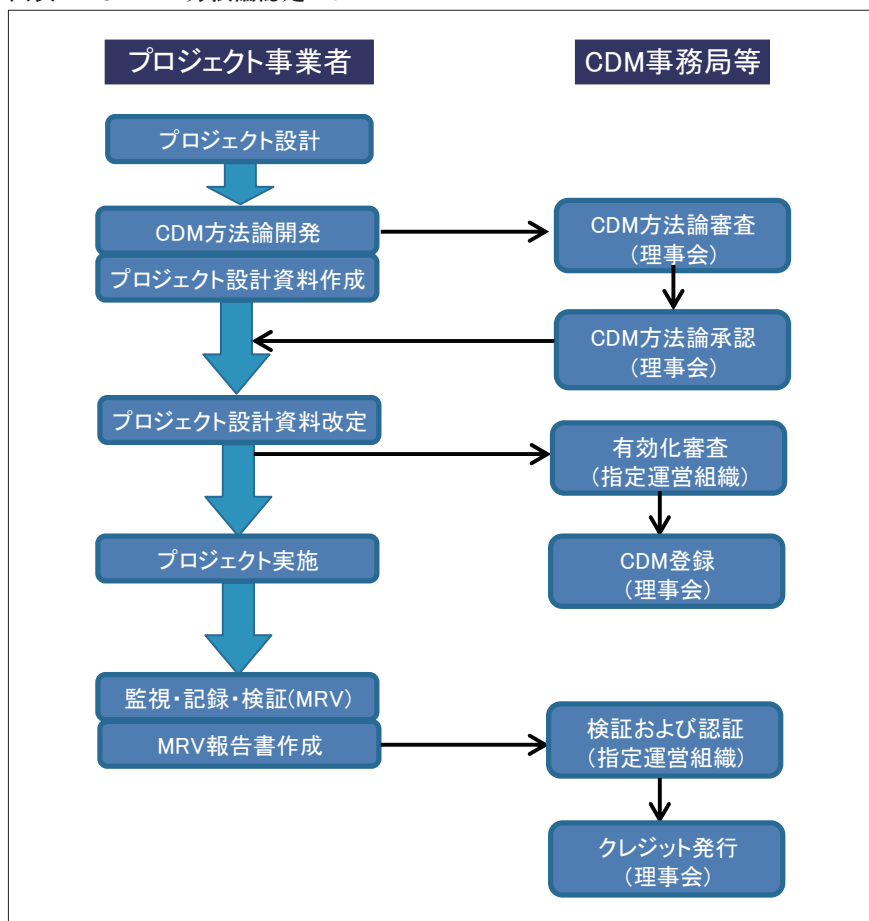 プロジェクト事業者
CDM事務局等
プロジェクト設計
CDM方法論開発
プロジェクト設計資料作成
CDM方法論審査
(理事会)
CDM方法論承認
(理事会)
プロジェクト設計資料改定
有効化審査
(指定運営組織)
プロジェクト実施
CDM登録
(理事会)
監視・記録・検証(MRV)
MRV報告書作成
検証および認証
(指定運営組織)
クレジット発行
(理事会)